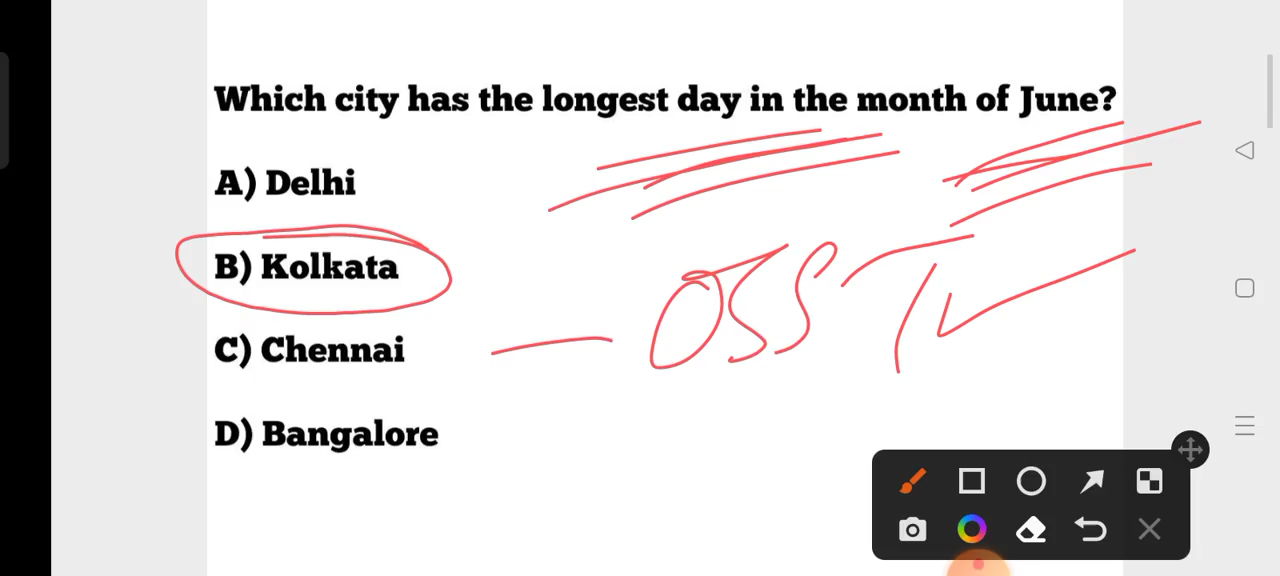 Which city has the longest day in the month of June?
A) Delhi
B) Kolkata
C) Chennai
D) Bangalore